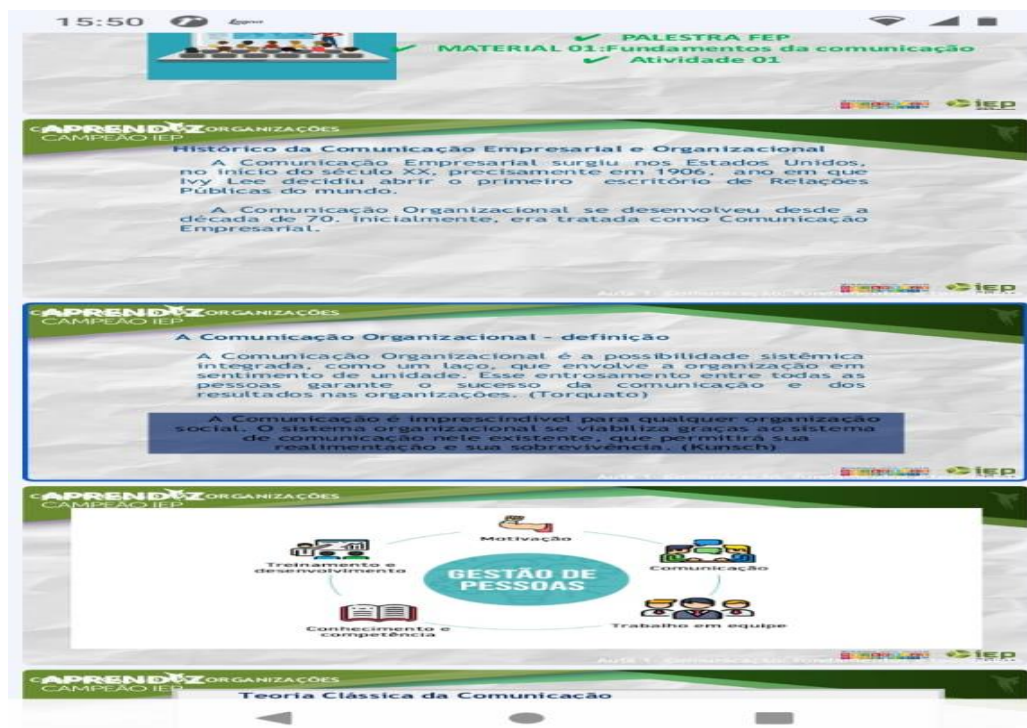 15:50
PALESTRA FEP
MATERIAL 01:Fundamentos da comunicação
Atividade 01
iEP
APRENDIZ ORGANIZAÇÕES
CAMPEÃO IEP
Histórico da Comunicação Empresarial e Organizacional
A Comunicação Empresarial surgiu nos Estados Unidos,
no início do século XX, precisamente em 1906, ano em que
Ivy Lee decidiu abrir o primeiro escritório de Relações
Públicas do mundo.
A Comunicação Organizacional se desenvolveu desde a
década de 70. Inicialmente, era tratada como Comunicação
Empresarial.
iEP
APRENDIZ ORGANIZAÇÕES
CAMPEÃO IEP
A Comunicação Organizacional – definição
A Comunicação Organizacional é a possibilidade sistêmica
integrada, como um laço, que envolve a organização em
sentimento de unidade. Esse entrosamento entre todas as
pessoas garante o sucesso da comunicação e dos
resultados nas organizações. (Torquato)
A Comunicação é imprescindível para qualquer organização
social. O sistema organizacional se viabiliza graças ao sistema
de comunicação nele existente, que permitirá sua
realimentação e sua sobrevivência. (Kunsch)
iEP
APRENDIZ ORGANIZAÇÕES
CAMPEÃO IEP
Motivação
Treinamento e
desenvolvimento
GESTÃO DE
PESSOAS
Comunicação
Conhecimento e
competência
Trabalho em equipe
iEP
APRENDIZ ORGANIZAÇÕES
CAMPEÃO IEP
Teoria Clássica da Comunicação